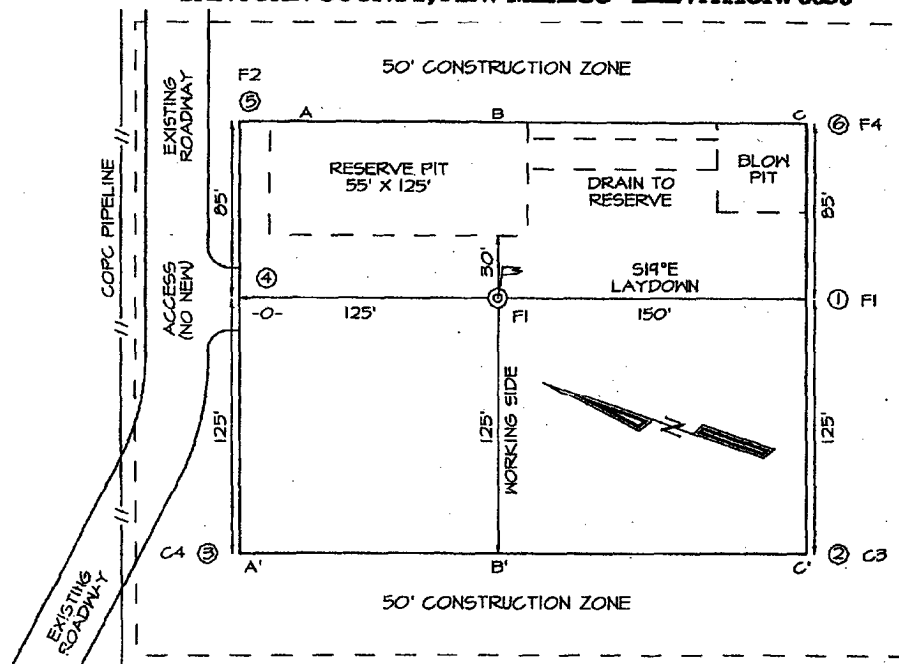 50' CONSTRUCTION ZONE
F2
⑤
A
B
C
⑥ F4
EXISTING
ROADWAY
RESERVE PIT
55' X 125'
BLOW
PIT
DRAIN TO
RESERVE
85'
85'
COPC PIPELINE
ACCESS
(NO NEW)
④
30'
S19°E
LAYDOWN
① F1
-0-
125'
F1
150'
125'
125'
WORKING SIDE
N
125'
C4 ③
A'
B'
C'
② C3
EXISTING
ROADWAY
50' CONSTRUCTION ZONE